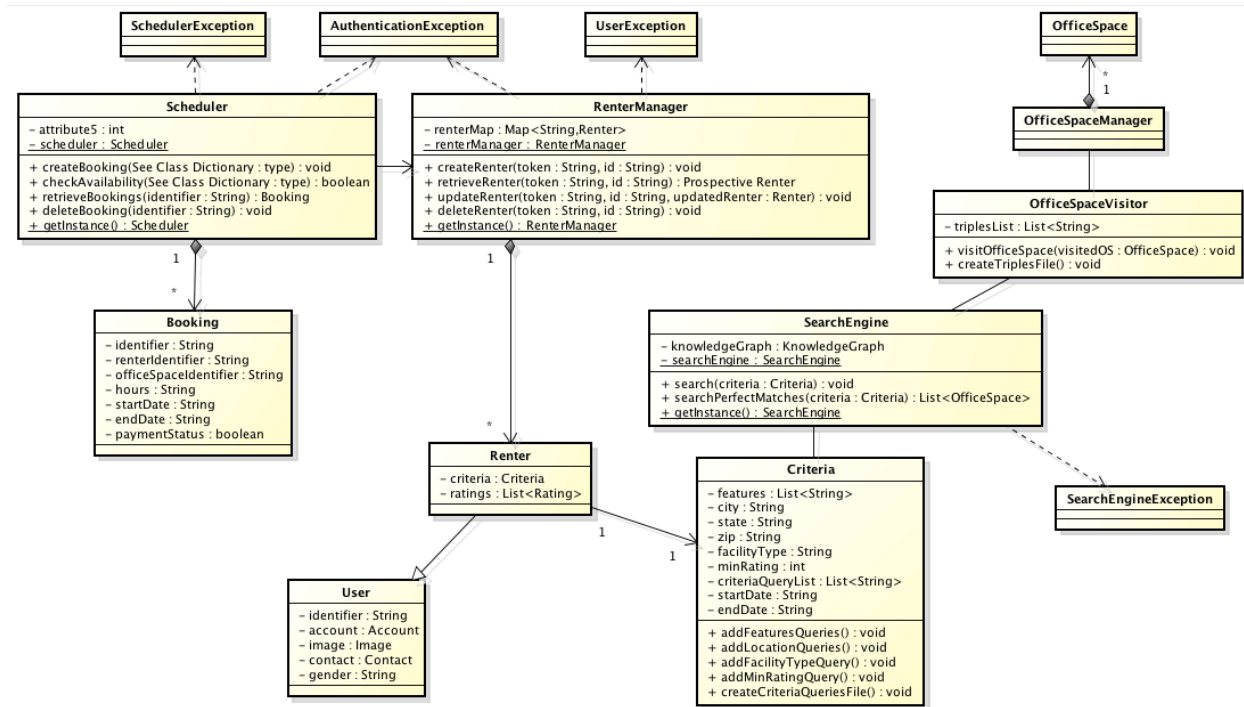 SchedulerException
AuthenticationException
UserException
OfficeSpace
*
1
Scheduler
- attribute5 : int
- scheduler : Scheduler
+ createBooking(See Class Dictionary : type) : void
+ checkAvailability(See Class Dictionary : type) : boolean
+ retrieveBookings(identifier : String) : Booking
+ deleteBooking(identifier : String) : void
+ getInstance() : Scheduler
1
*
RenterManager
- renterMap : Map<String,Renter>
- renterManager : RenterManager
+ createRenter(token : String, id : String) : void
+ retrieveRenter(token : String, id : String) : Prospective Renter
+ updateRenter(token : String, id : String, updatedRenter : Renter) : void
+ deleteRenter(token : String, id : String) : void
+ getInstance() : RenterManager
1
*
OfficeSpaceManager
OfficeSpaceVisitor
- triplesList : List<String>
+ visitOfficeSpace(visitedOS : OfficeSpace) : void
+ createTriplesFile() : void
Booking
- identifier : String
- renterIdentifier : String
- officeSpaceIdentifier : String
- hours : String
- startDate : String
- endDate : String
- paymentStatus : boolean
SearchEngine
- knowledgeGraph : KnowledgeGraph
- searchEngine : SearchEngine
+ search(criteria : Criteria) : void
+ searchPerfectMatches(criteria : Criteria) : List<OfficeSpace>
+ getInstance() : SearchEngine
Renter
- criteria : Criteria
- ratings : List<Rating>
1
1
Criteria
- features : List<String>
- city : String
- state : String
- zip : String
- facilityType : String
- minRating : int
- criteriaQueryList : List<String>
- startDate : String
- endDate : String
+ addFeaturesQueries() : void
+ addLocationQueries() : void
+ addFacilityTypeQuery() : void
+ addMinRatingQuery() : void
+ createCriteriaQueriesFile() : void
SearchEngineException
User
- identifier : String
- account : Account
- image : Image
- contact : Contact
- gender : String